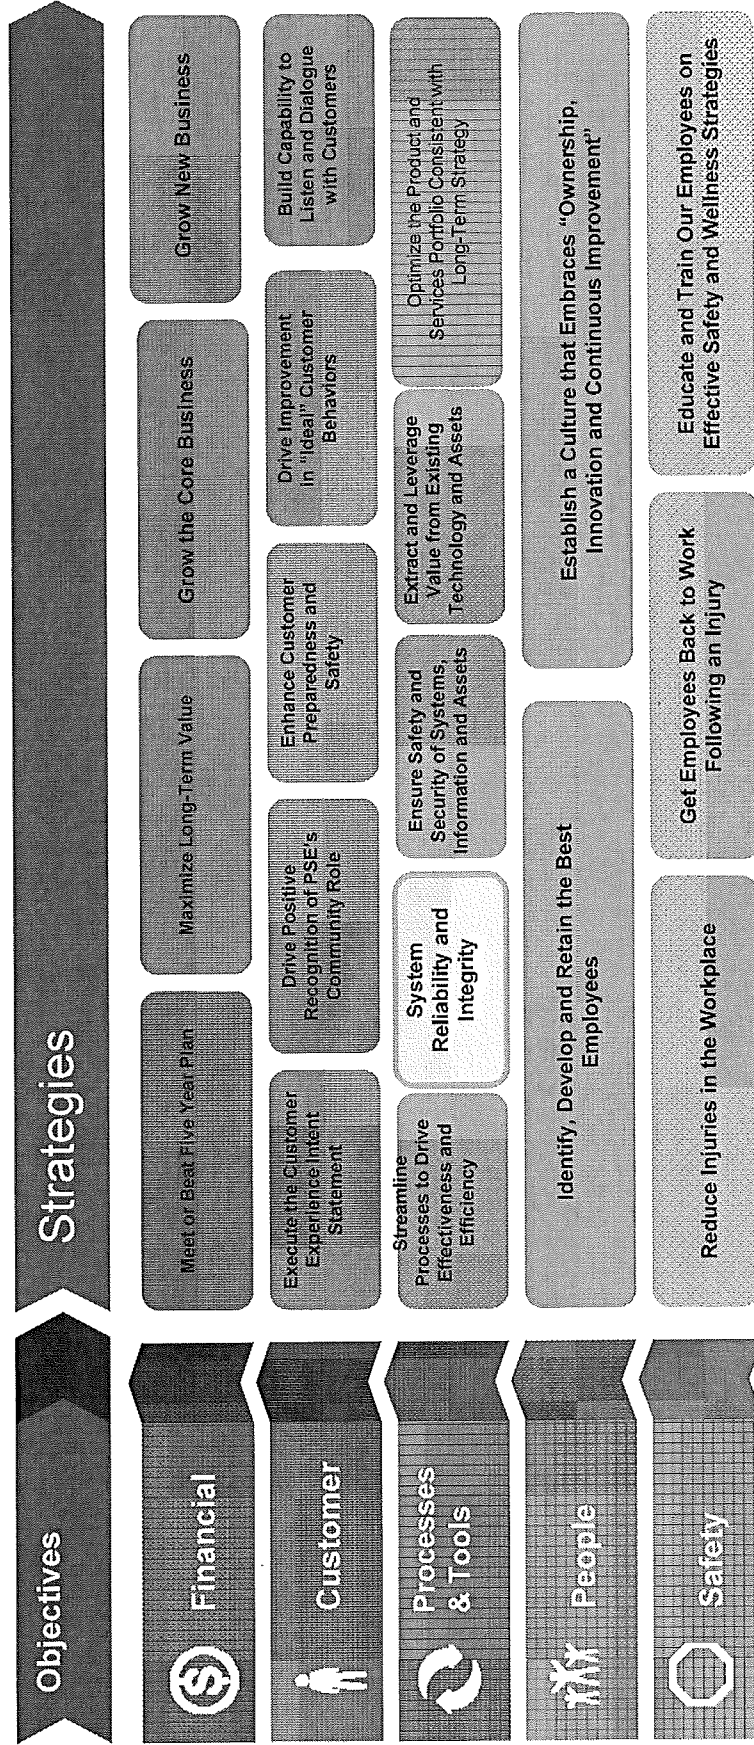 Objectives
Strategies
Financial
Meet or Beat Five Year Plan
Maximize Long-Term Value
Grow the Core Business
Grow New Business
Customer
Execute the Customer
Experience Intent
Statement
Drive Positive
Recognition of PSE's
Community Role
Enhance Customer
Preparedness and
Safety
Drive Improvement
in "Ideal" Customer
Behaviors
Build Capability to
Listen and Dialogue
with Customers
Processes
& Tools
Streamline
Processes to Drive
Effectiveness and
Efficiency
System
Reliability and
Integrity
Ensure Safety and
Security of Systems,
Information and Assets
Extract and Leverage
Value from Existing
Technology and Assets
Optimize the Product and
Services Portfolio Consistent with
Long-Term Strategy
People
Identify, Develop and Retain the Best
Employees
Establish a Culture that Embraces "Ownership,
Innovation and Continuous Improvement"
Safety
Reduce Injuries in the Workplace
Get Employees Back to Work
Following an Injury
Educate and Train Our Employees on
Effective Safety and Wellness Strategies